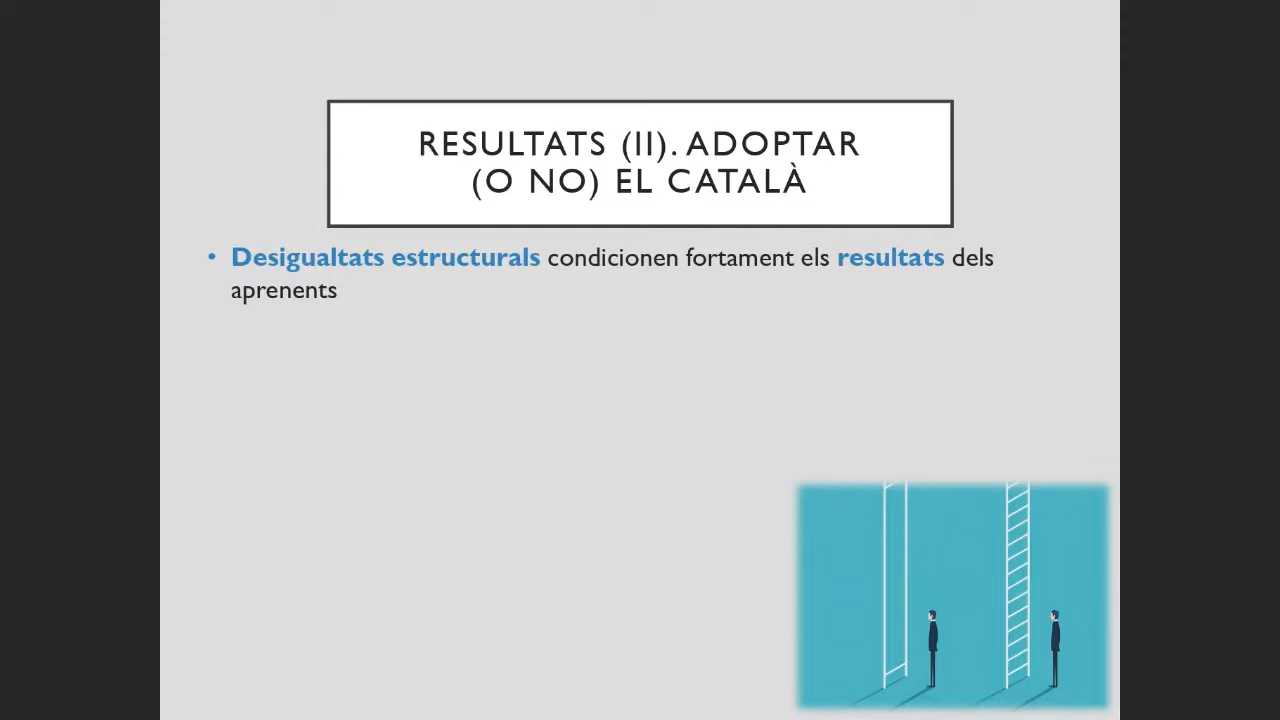 RESULTATS (II). ADOPTAR
(O NO) EL CATALÀ
• Desigualtats estructurals condicionen fortament els resultats dels
aprenents